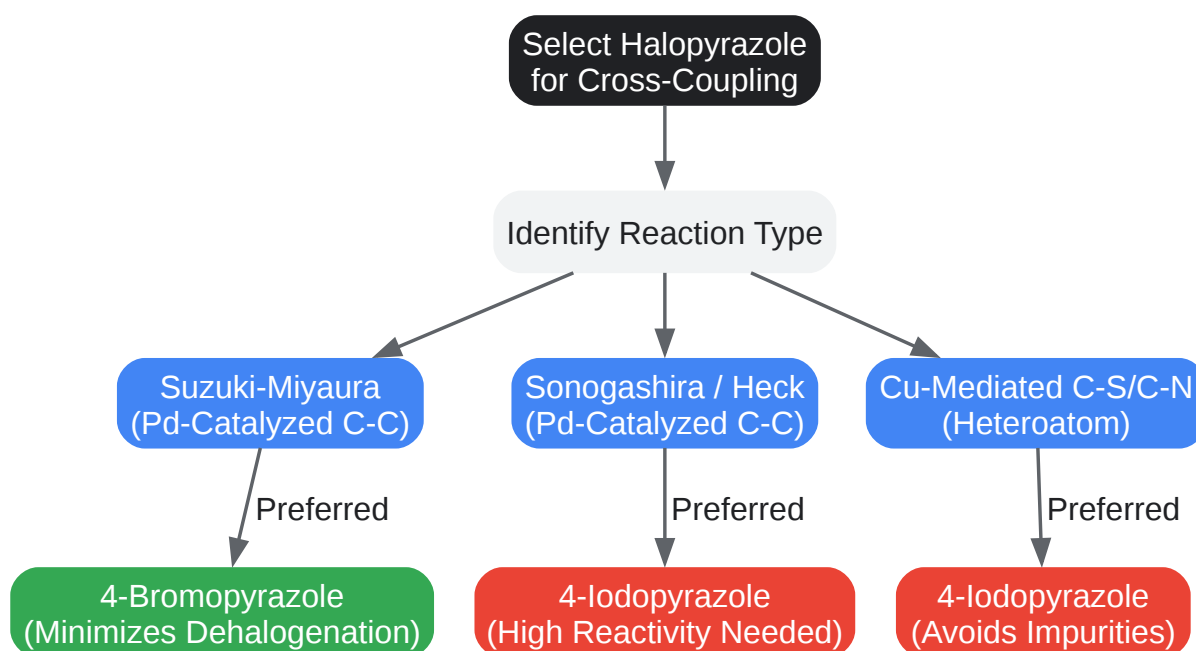 Select Halopyrazole
for Cross-Coupling
Identify Reaction Type
Suzuki-Miyaura
(Pd-Catalyzed C-C)
Sonogashira / Heck
(Pd-Catalyzed C-C)
Cu-Mediated C-S/C-N
(Heteroatom)
Preferred
Preferred
Preferred
4-Bromopyrazole
(Minimizes Dehalogenation)
4-Iodopyrazole
(High Reactivity Needed)
4-Iodopyrazole
(Avoids Impurities)